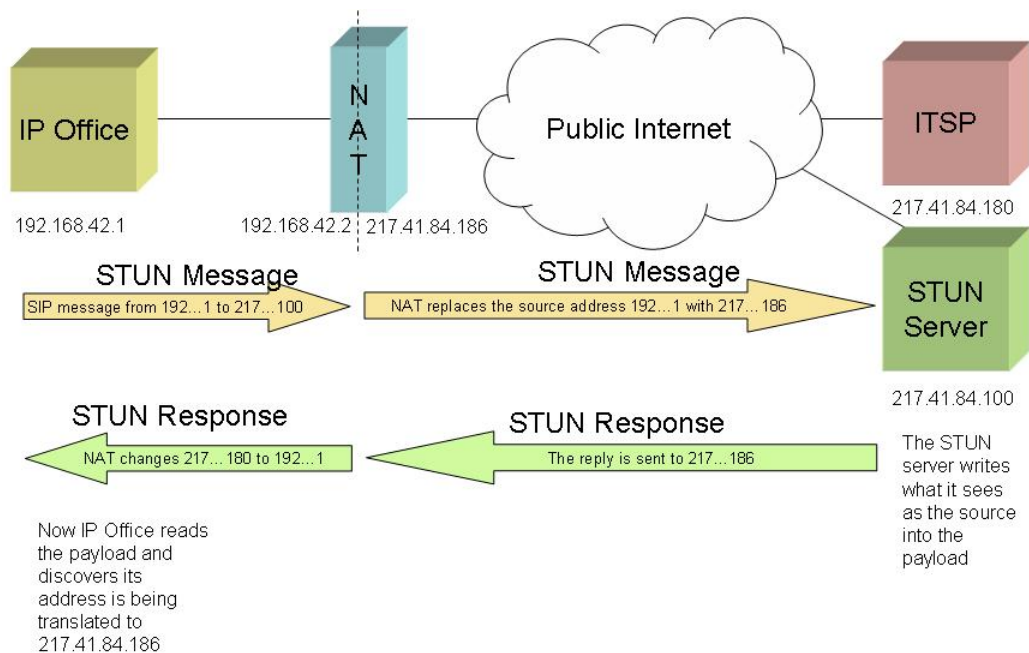 IP Office
N
A
T
Public Internet
ITSP
192.168.42.1
192.168.42.2
217.41.84.186
217.41.84.180
STUN Message
SIP message from 192...1 to 217...100
STUN Message
NAT replaces the source address 192...1 with 217...186
STUN
Server
217.41.84.100
STUN Response
NAT changes 217...180 to 192...1
STUN Response
The reply is sent to 217...186
The STUN
server writes
what it sees
as the source
into the
payload
Now IP Office reads
the payload and
discovers its
address is being
translated to
217.41.84.186